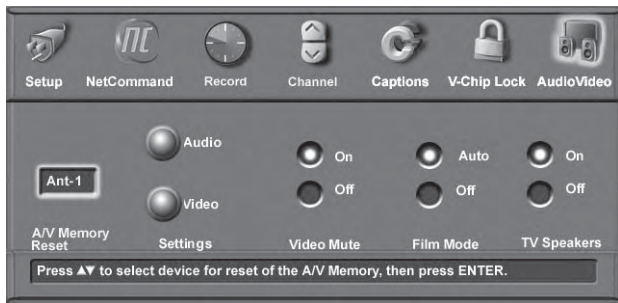 Setup NetCommand Record Channel Captions V-Chip Lock AudioVideo
Audio
On Auto On
Ant-1
Video
Off Off Off
A/V Memory
Reset
Settings Video Mute Film Mode TV Speakers
Press ▲▼ to select device for reset of the A/V Memory, then press ENTER.